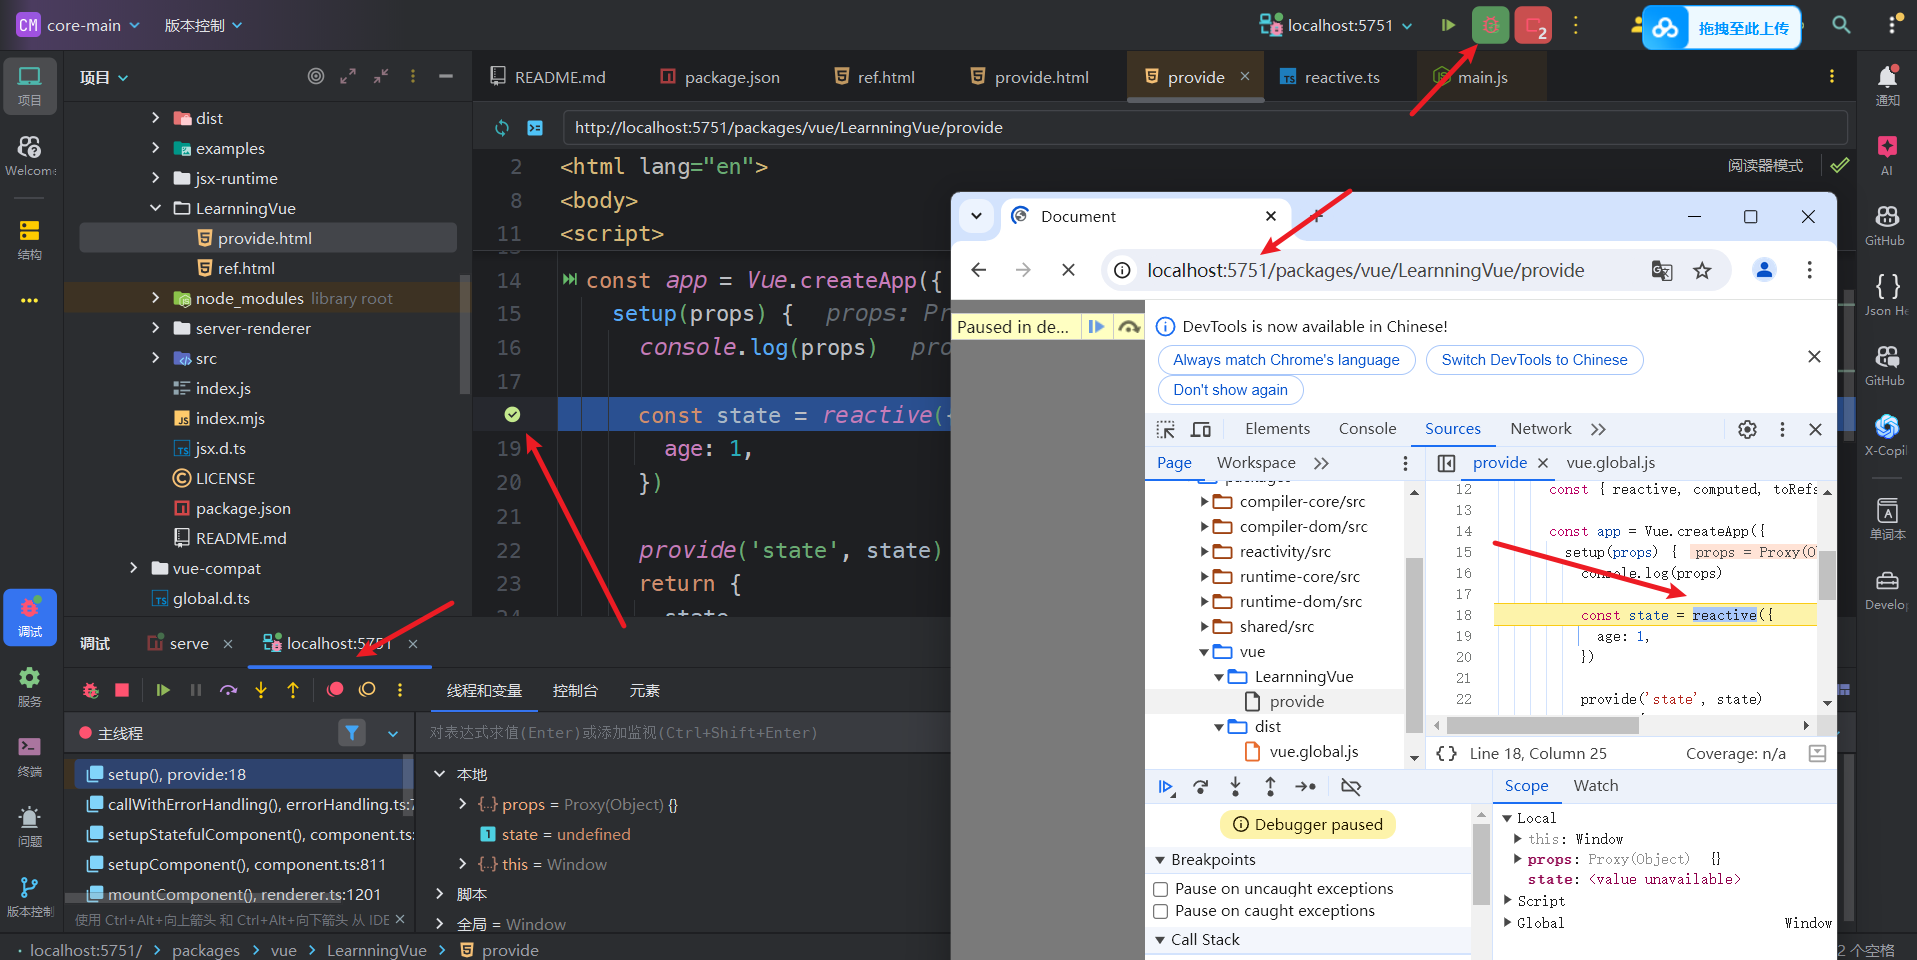 CM core-main 版本控制 localhost:5751 2 拖拽至此上传
项目 README.md package.json ref.html provide.html provide reactive.ts main.js
http://localhost:5751/packages/vue/LearnningVue/provide
项目
Welcome
结构
dist
examples
jsx-runtime
LearnningVue
provide.html
ref.html
node_modules library root
server-renderer
src
index.js
index.mjs
jsx.d.ts
LICENSE
package.json
README.md
vue-compat
global.d.ts
2 <html lang="en">
8 <body>
11 <script>
14 const app = Vue.createApp({
15 setup(props) { props: Pr
16 console.log(props) pro
17
const state = reactive({
19 age: 1,
20 })
21
22 provide('state', state)
23 return {
24 state
阅读器模式
通知
AI
GitHub
Json He
GitHub
X-Copil
单词本
Develop
Document
localhost:5751/packages/vue/LearnningVue/provide
Paused in de...
DevTools is now available in Chinese!
Always match Chrome's language Switch DevTools to Chinese
Don't show again
Elements Console Sources Network
Page Workspace provide vue.global.js
packages
compiler-core/src
compiler-dom/src
reactivity/src
runtime-core/src
runtime-dom/src
shared/src
vue
LearnningVue
provide
dist
vue.global.js
12 const { reactive, computed, toRefs
13
14 const app = Vue.createApp({
15 setup(props) { props = Proxy(O
16 console.log(props)
17
18 const state = reactive({
19 age: 1,
20 })
21
22 provide('state', state)
{} Line 18, Column 25 Coverage: n/a
Debugger paused
Breakpoints
Pause on uncaught exceptions
Pause on caught exceptions
Call Stack
Scope Watch
Local
this: Window
props: Proxy(Object) {}
state: <value unavailable>
Script
Global Window
调试
服务
终端
问题
版本控制
调试 serve localhost:5751
线程和变量 控制台 元素
主线程
对表达式求值(Enter)或添加监视(Ctrl+Shift+Enter)
setup(), provide:18
callWithErrorHandling(), errorHandling.ts:7
setupStatefulComponent(), component.ts:
setupComponent(), component.ts:811
mountComponent(), renderer.ts:1201
使用 Ctrl+Alt+向上箭头 和 Ctrl+Alt+向下箭头 从 IDE
本地
props = Proxy(Object) {}
state = undefined
this = Window
脚本
全局 = Window
localhost:5751/ packages vue LearnningVue provide
2 个空格